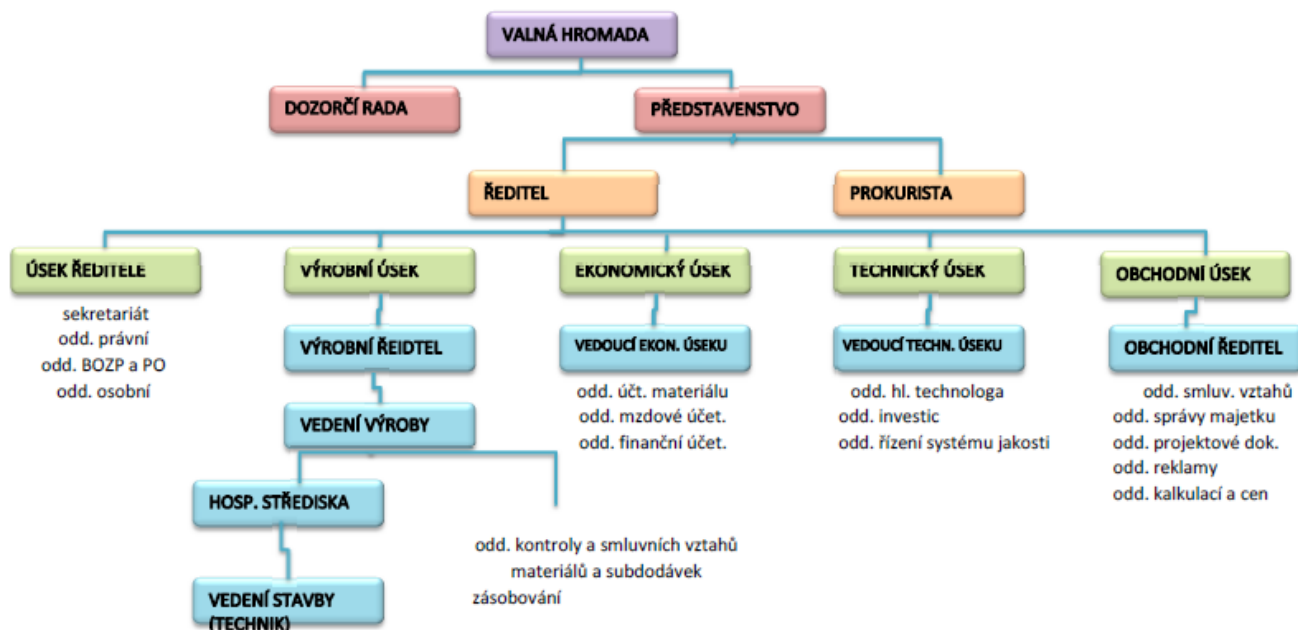 VALNÁ HROMADA
DOZORČÍ RADA
PŘEDSTAVENSTVO
ŘEDITEL
PROKURISTA
ÚSEK ŘEDITELE
VÝROBNÍ ÚSEK
EKONOMICKÝ ÚSEK
TECHNICKÝ ÚSEK
OBCHODNÍ ÚSEK
sekretariát
odd. právní
odd. BOZP a PO
odd. osobní
VÝROBNÍ ŘEIDTEL
VEDOUCÍ EKON. ÚSEKU
VEDOUCÍ TECHN. ÚSEKU
OBCHODNÍ ŘEDITEL
odd. účt. materiálu
odd. mzdové účet.
odd. finanční účet.
odd. hl. technologa
odd. investic
odd. řízení systému jakosti
odd. smluv. vztahů
odd. správy majetku
odd. projektové dok.
odd. reklamy
odd. kalkulací a cen
VEDENÍ VÝROBY
HOSP. STŘEDISKA
odd. kontroly a smluvních vztahů
materiálů a subdodávek
zásobování
VEDENÍ STAVBY
(TECHNIK)